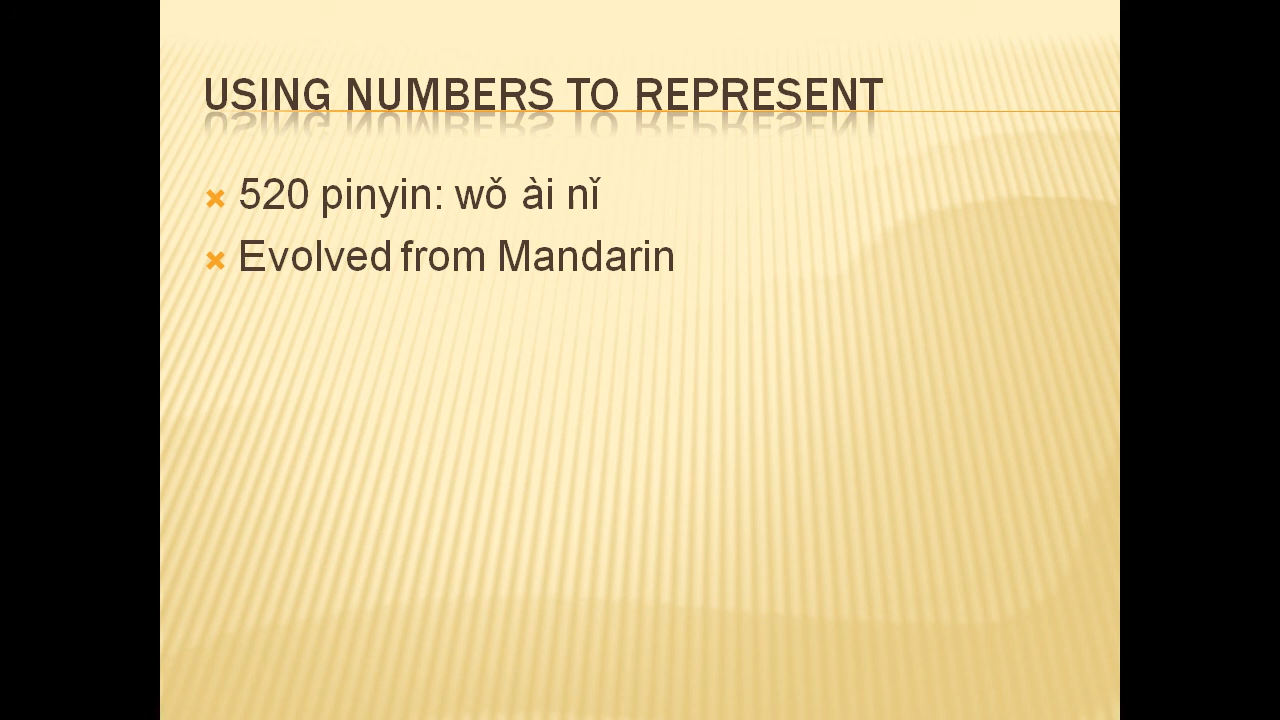 USING NUMBERS TO REPRESENT
520 pinyin: wǒ ài nǐ
Evolved from Mandarin